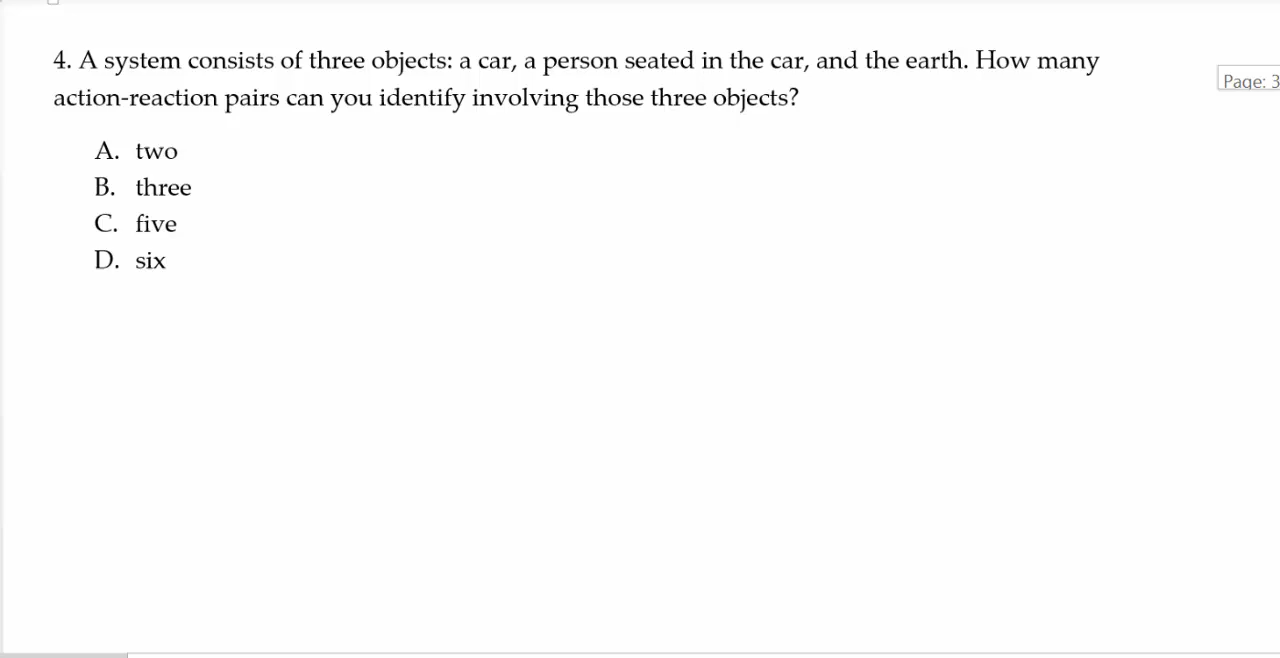 4. A system consists of three objects: a car, a person seated in the car, and the earth. How many
Page: 3
action-reaction pairs can you identify involving those three objects?
A. two
B. three
C. five
D. six